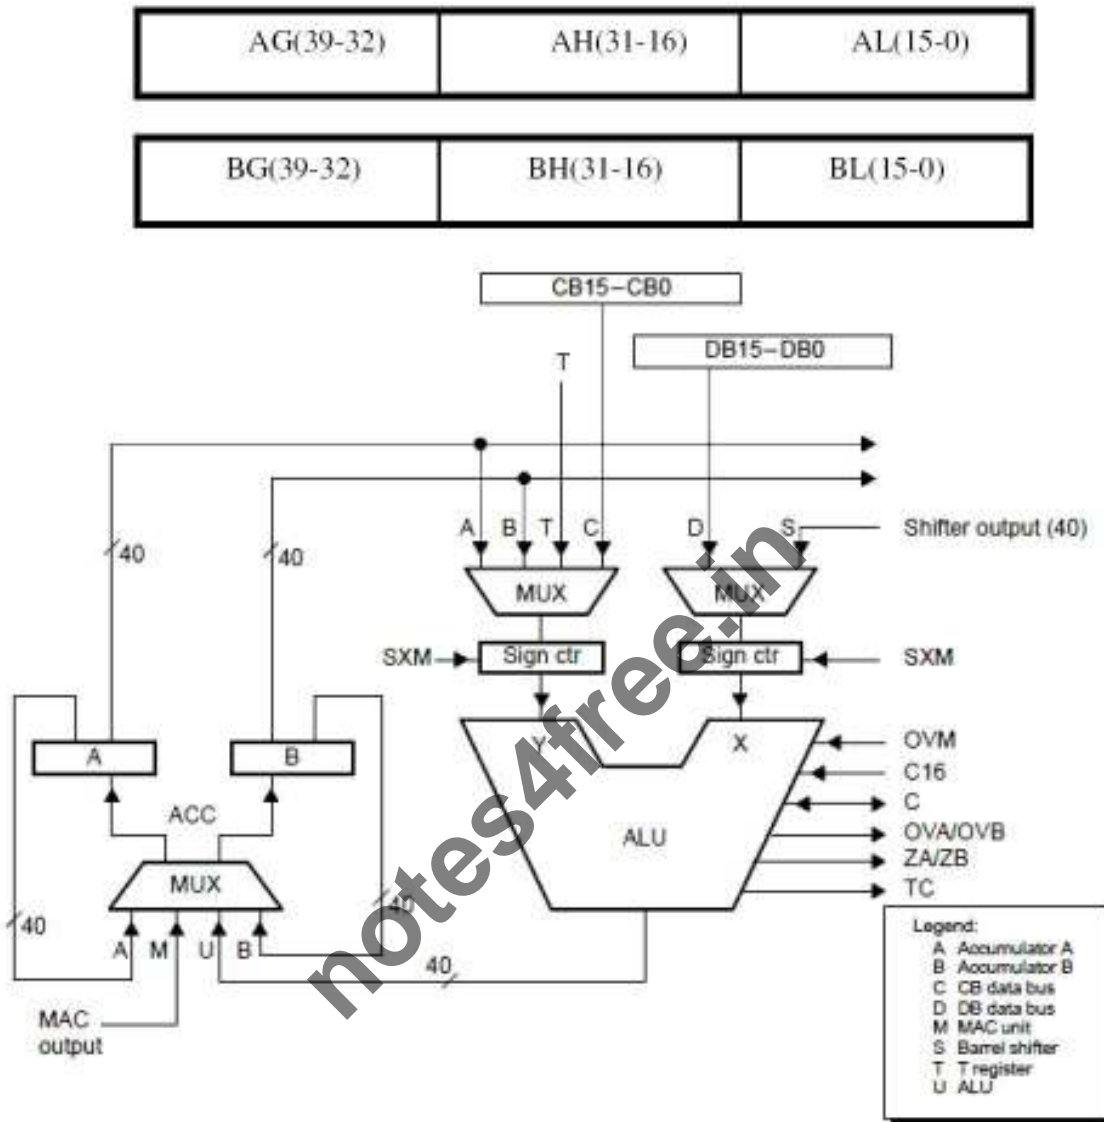 AG(39-32) AH(31-16) AL(15-0)
BG(39-32) BH(31-16) BL(15-0)
CB15–CB0
DB15–DB0
T
A B T C D S Shifter output (40)
40 40
MUX MUX
SXM Sign ctr Sign ctr SXM
Y X
A B
OVM
C16
C
ACC
ALU
OVA/OVB
ZA/ZB
TC
MUX
40 40
A M U B
40
MAC
output
Legend:
A Accumulator A
B Accumulator B
C CB data bus
D DB data bus
M MAC unit
S Barrel shifter
T T register
U ALU
notes4free.in